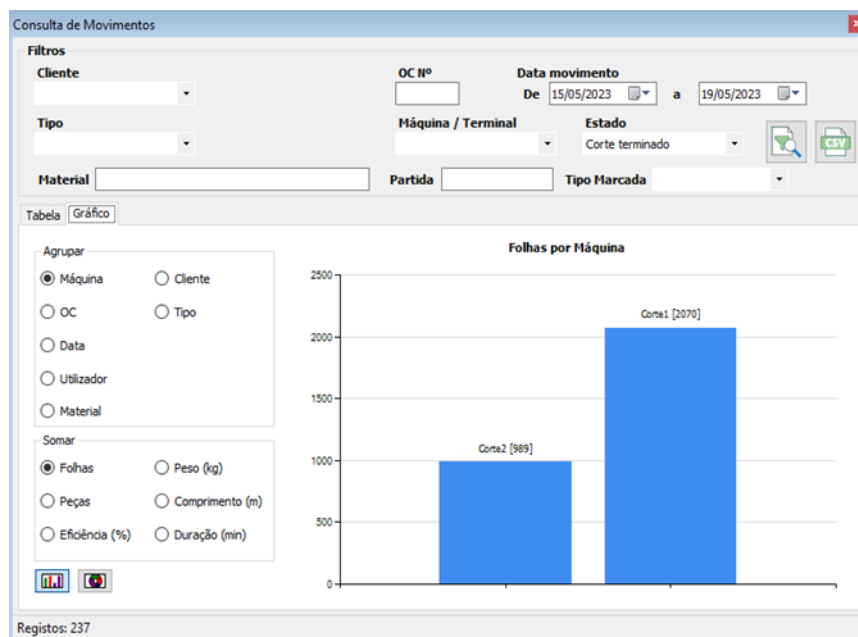 Consulta de Movimentos
Filtros
Cliente OC Nº Data movimento
De 15/05/2023 a 19/05/2023
Tipo Máquina / Terminal Estado
Corte terminado
CSV
Material Partida Tipo Marcada
Tabela Gráfico
Agrupar
Máquina Cliente
OC Tipo
Data
Utilizador
Material
Somar
Folhas Peso (kg)
Peças Comprimento (m)
Eficiência (%) Duração (min)
Folhas por Máquina
2500
Corte1 [2070]
2000
1500
Corte2 [989]
1000
500
0
Registos: 237